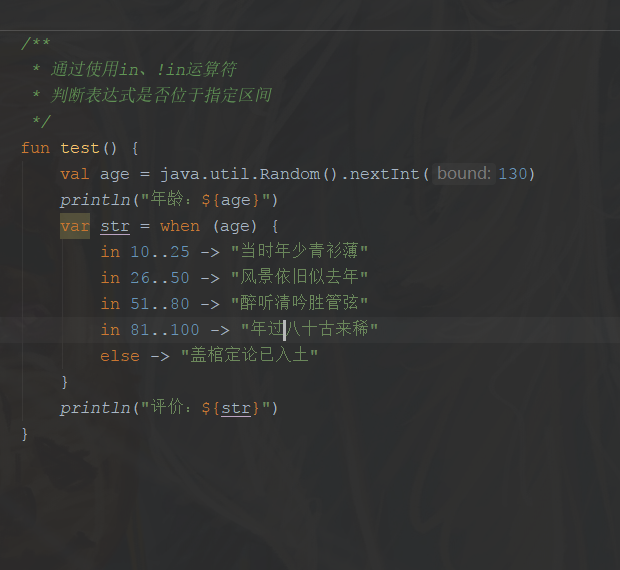 /**
 * 通过使用in、!in运算符
 * 判断表达式是否位于指定区间
 */
fun test() {
    val age = java.util.Random().nextInt( bound: 130)
    println("年龄：${age}")
    var str = when (age) {
        in 10..25 -> "当时年少青衫薄"
        in 26..50 -> "风景依旧似去年"
        in 51..80 -> "醉听清吟胜管弦"
        in 81..100 -> "年过八十古来稀"
        else -> "盖棺定论已入土"
    }
    println("评价：${str}")
}